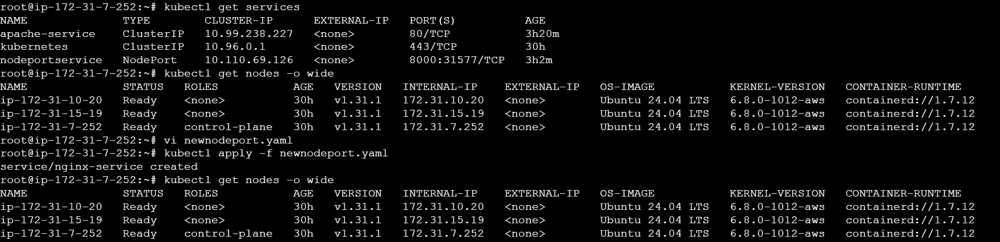 root@ip-172-31-7-252:~# kubectl get services
NAME TYPE CLUSTER-IP EXTERNAL-IP PORT(S) AGE
apache-service ClusterIP 10.99.238.227 <none> 80/TCP 3h20m
kubernetes ClusterIP 10.96.0.1 <none> 443/TCP 30h
nodeportservice NodePort 10.110.69.126 <none> 8000:31577/TCP 3h2m
root@ip-172-31-7-252:~# kubectl get nodes -o wide
NAME STATUS ROLES AGE VERSION INTERNAL-IP EXTERNAL-IP OS-IMAGE KERNEL-VERSION CONTAINER-RUNTIME
ip-172-31-10-20 Ready <none> 30h v1.31.1 172.31.10.20 <none> Ubuntu 24.04 LTS 6.8.0-1012-aws containerd://1.7.12
ip-172-31-15-19 Ready <none> 30h v1.31.1 172.31.15.19 <none> Ubuntu 24.04 LTS 6.8.0-1012-aws containerd://1.7.12
ip-172-31-7-252 Ready control-plane 30h v1.31.1 172.31.7.252 <none> Ubuntu 24.04 LTS 6.8.0-1012-aws containerd://1.7.12
root@ip-172-31-7-252:~# vi newnodeport.yaml
root@ip-172-31-7-252:~# kubectl apply -f newnodeport.yaml
service/nginx-service created
root@ip-172-31-7-252:~# kubectl get nodes -o wide
NAME STATUS ROLES AGE VERSION INTERNAL-IP EXTERNAL-IP OS-IMAGE KERNEL-VERSION CONTAINER-RUNTIME
ip-172-31-10-20 Ready <none> 30h v1.31.1 172.31.10.20 <none> Ubuntu 24.04 LTS 6.8.0-1012-aws containerd://1.7.12
ip-172-31-15-19 Ready <none> 30h v1.31.1 172.31.15.19 <none> Ubuntu 24.04 LTS 6.8.0-1012-aws containerd://1.7.12
ip-172-31-7-252 Ready control-plane 30h v1.31.1 172.31.7.252 <none> Ubuntu 24.04 LTS 6.8.0-1012-aws containerd://1.7.12